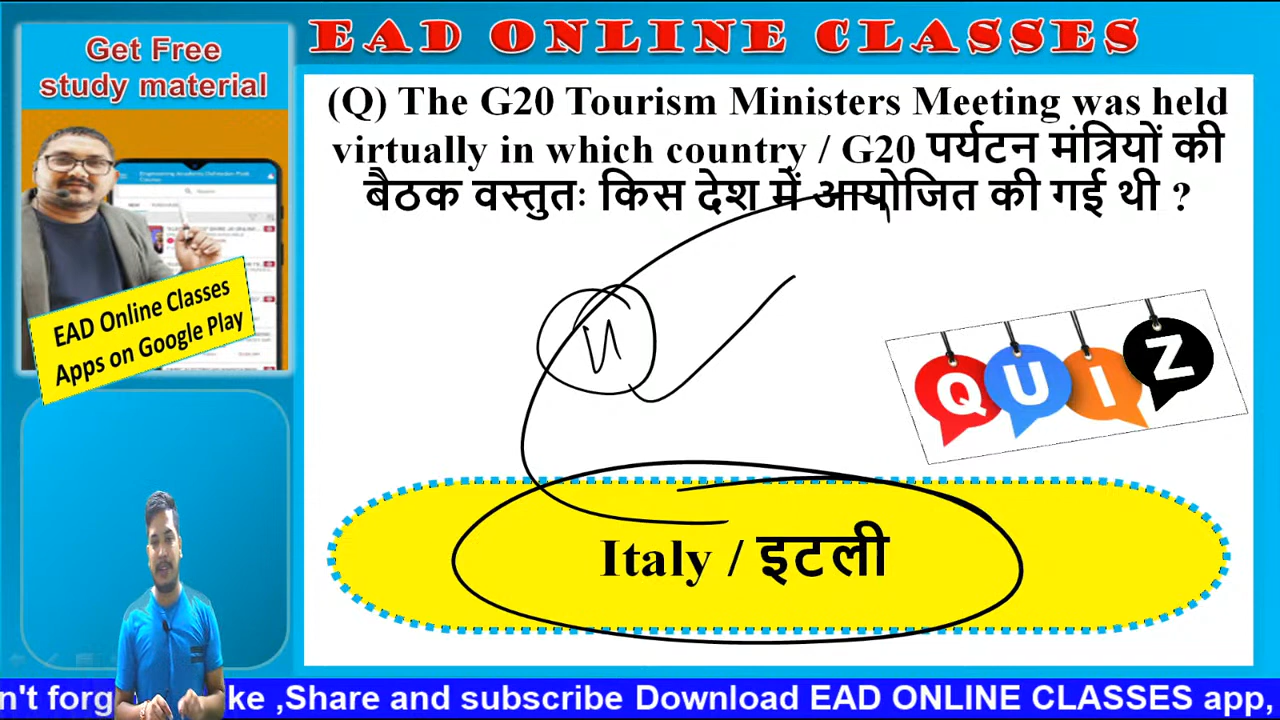 EAD ONLINE CLASSES
Get Free
study material
(Q) The G20 Tourism Ministers Meeting was held
virtually in which country / G20 पर्यटन मंत्रियों की
बैठक वस्तुतः किस देश में आयोजित की गई थी ?
EAD Online Classes
Apps on Google Play
QUIZ
Italy / इटली
n't forg ke ,Share and subscribe Download EAD ONLINE CLASSES app,